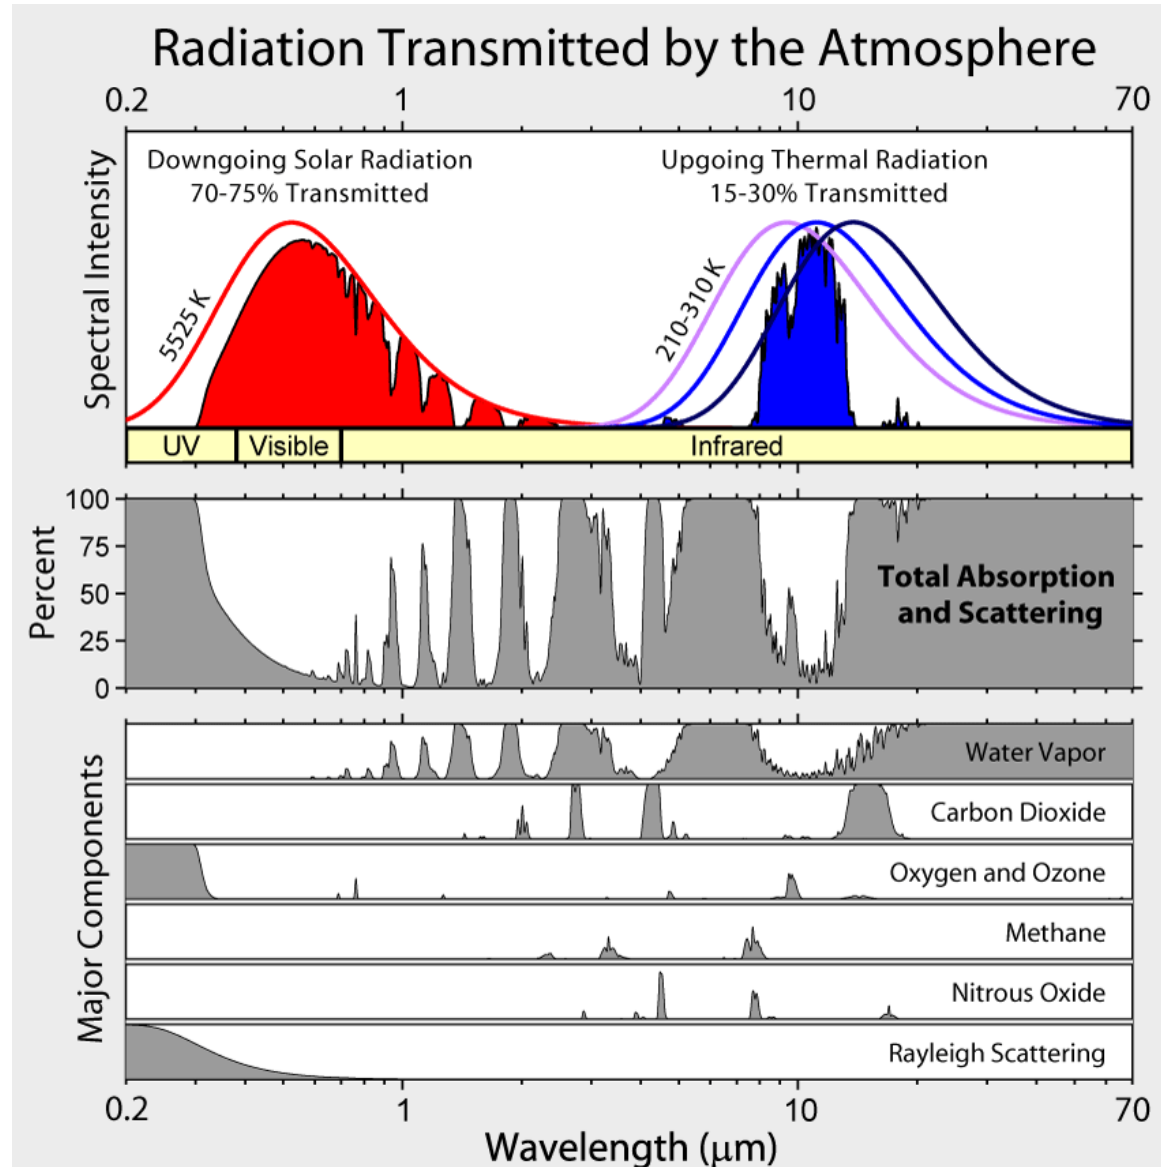 Radiation Transmitted by the Atmosphere
0.2 1 10 70
Downgoing Solar Radiation
70-75% Transmitted
Upgoing Thermal Radiation
15-30% Transmitted
Spectral Intensity
5525 K
210-310 K
UV Visible Infrared
Percent
100
75
50
25
0
Total Absorption
and Scattering
Major Components
Water Vapor
Carbon Dioxide
Oxygen and Ozone
Methane
Nitrous Oxide
Rayleigh Scattering
0.2 1 10 70
Wavelength (μm)